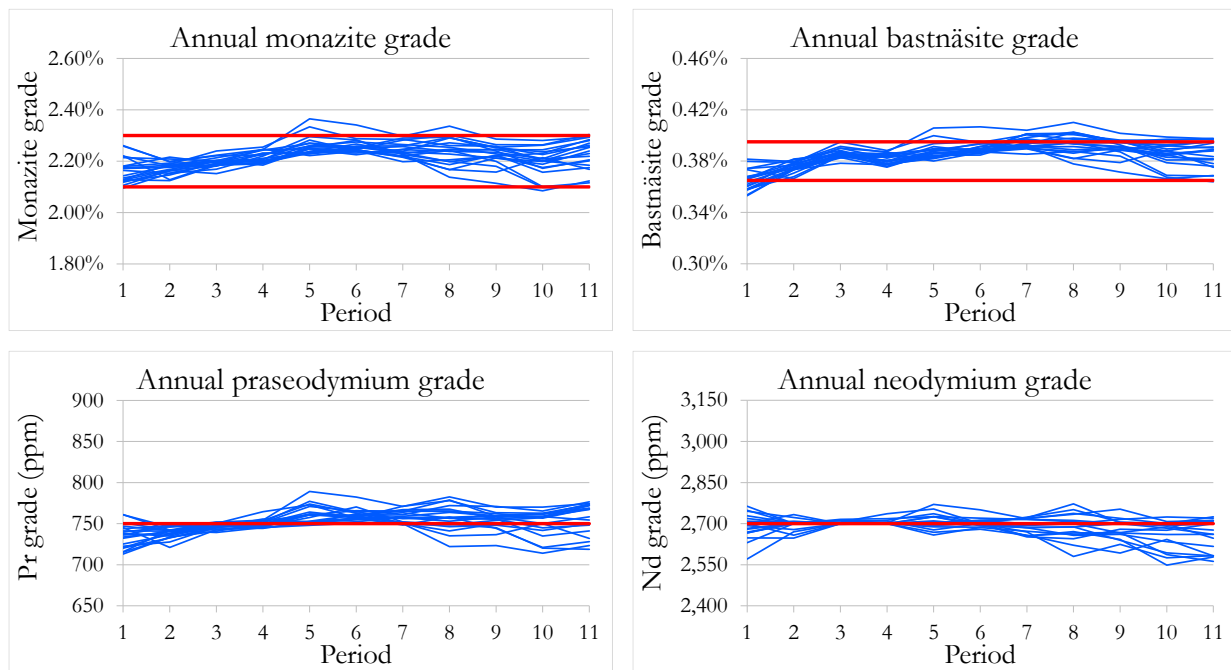 Annual monazite grade
Monazite grade
2.60%
2.40%
2.20%
2.00%
1.80%
1 2 3 4 5 6 7 8 9 10 11
Period
Annual bastnäsite grade
Bastnäsite grade
0.46%
0.42%
0.38%
0.34%
0.30%
1 2 3 4 5 6 7 8 9 10 11
Period
Annual praseodymium grade
Pr grade (ppm)
900
850
800
750
700
650
1 2 3 4 5 6 7 8 9 10 11
Period
Annual neodymium grade
Nd grade (ppm)
3,150
3,000
2,850
2,700
2,550
2,400
1 2 3 4 5 6 7 8 9 10 11
Period